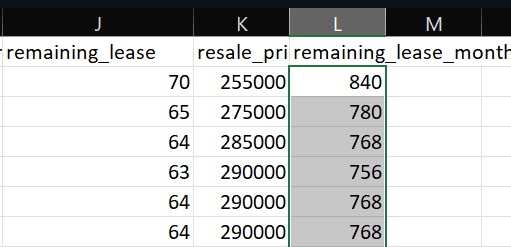 J K L M
remaining_lease resale_pri remaining_lease_month
70 255000 840
65 275000 780
64 285000 768
63 290000 756
64 290000 768
64 290000 768